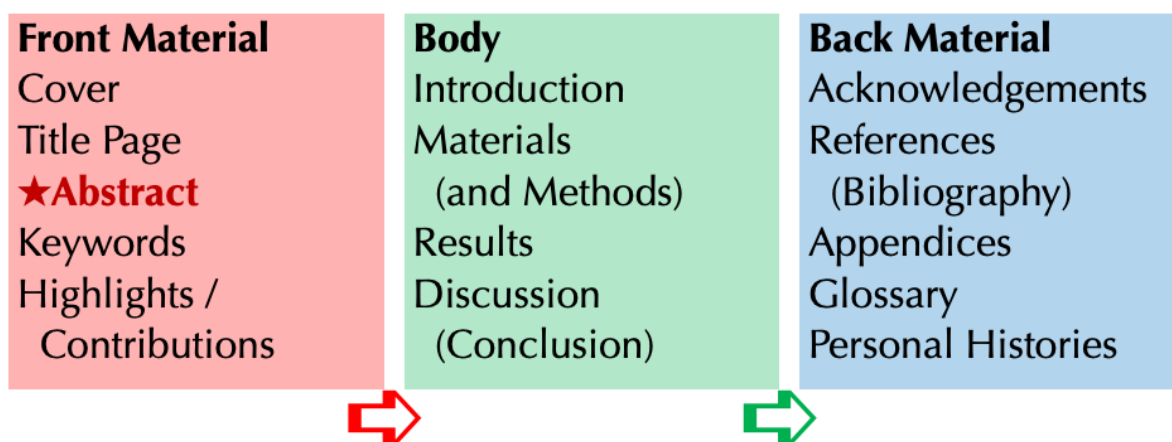 Front Material
Cover
Title Page
★Abstract
Keywords
Highlights /
Contributions
Body
Introduction
Materials
(and Methods)
Results
Discussion
(Conclusion)
Back Material
Acknowledgements
References
(Bibliography)
Appendices
Glossary
Personal Histories